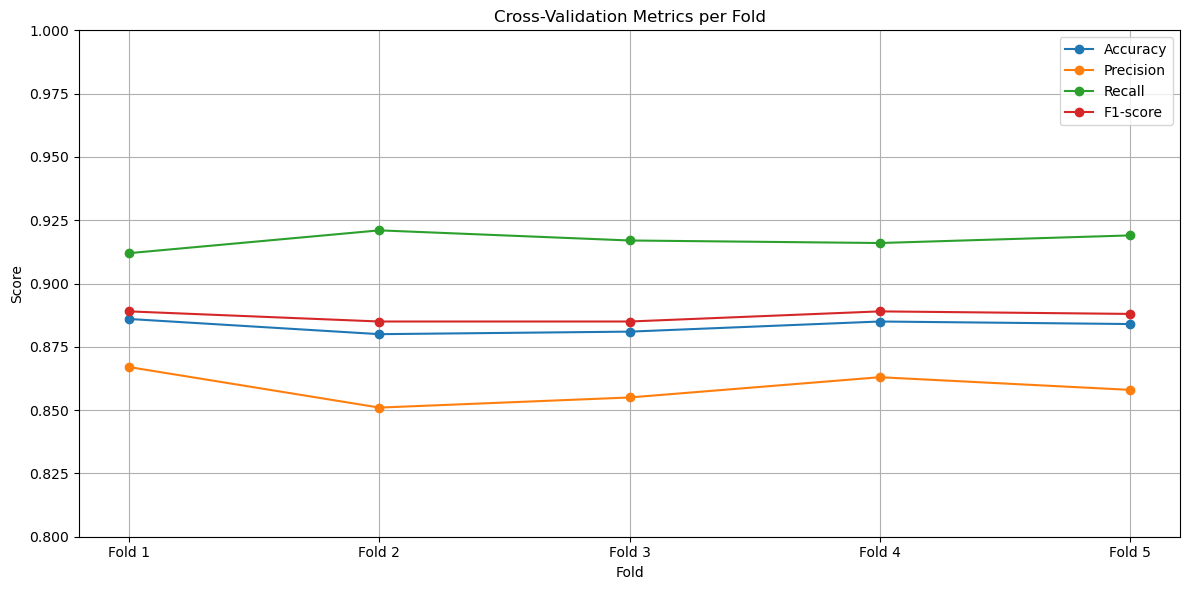 Cross-Validation Metrics per Fold
1.000
0.975
0.950
0.925
0.900
0.875
0.850
0.825
0.800
Score
Accuracy
Precision
Recall
F1-score
Fold 1 Fold 2 Fold 3 Fold 4 Fold 5
Fold